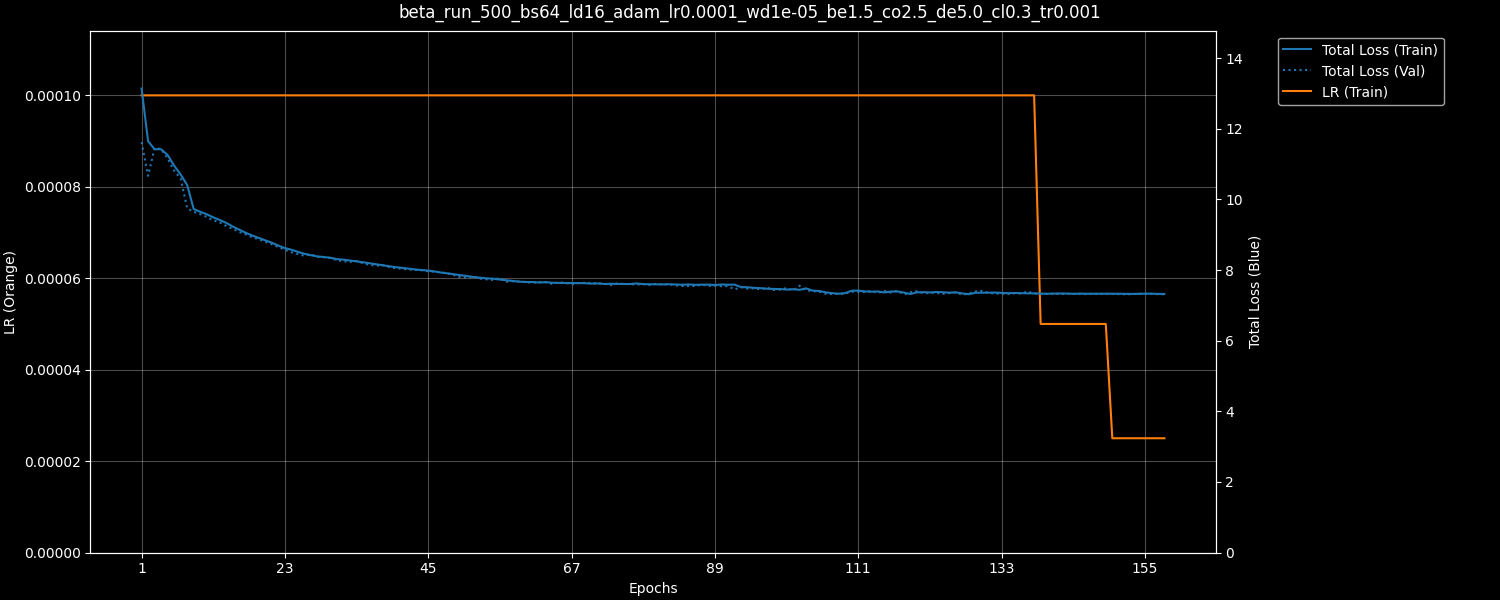 beta_run_500_bs64_ld16_adam_lr0.0001_wd1e-05_be1.5_co2.5_de5.0_cl0.3_tr0.001
Total Loss (Train)
Total Loss (Val)
LR (Train)
LR (Orange)
0.00010
0.00008
0.00006
0.00004
0.00002
0.00000
14
12
10
8
6
4
2
0
Total Loss (Blue)
1 23 45 67 89 111 133 155
Epochs